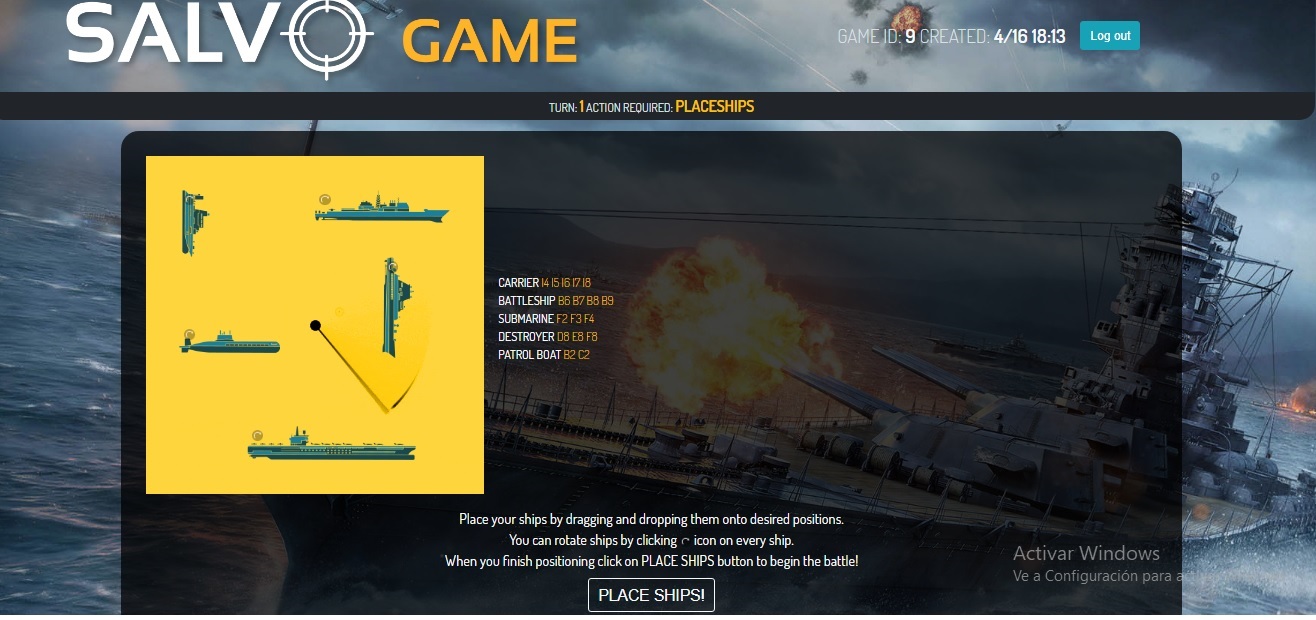 SALVO GAME
GAME ID: 9 CREATED: 4/16 18:13
Log out
TURN: 1 ACTION REQUIRED: PLACESHIPS
CARRIER I4 I5 I6 I7 I8
BATTLESHIP B6 B7 B8 B9
SUBMARINE F2 F3 F4
DESTROYER D8 E8 F8
PATROL BOAT B2 C2
Place your ships by dragging and dropping them onto desired positions.
You can rotate ships by clicking icon on every ship.
When you finish positioning click on PLACE SHIPS button to begin the battle!
PLACE SHIPS!
Activar Windows
Ve a Configuración para